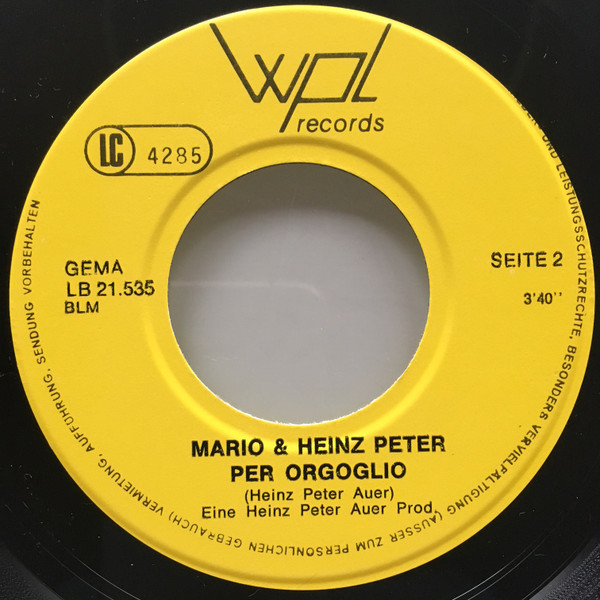 wpl
records
LC 4285
GEMA
LB 21.535
BLM
SEITE 2
3'40''
MARIO & HEINZ PETER
PER ORGOGLIO
(Heinz Peter Auer)
Eine Heinz Peter Auer Prod.
UND LEISTUNGSSCHUTZRECHTE, BESONDERS VERVIELFÄLTIGUNG (AUSSER ZUM PERSÖNLICHEN GEBRAUCH) VERMIETUNG, AUFFÜHRUNG, SENDUNG VORBEHALTEN